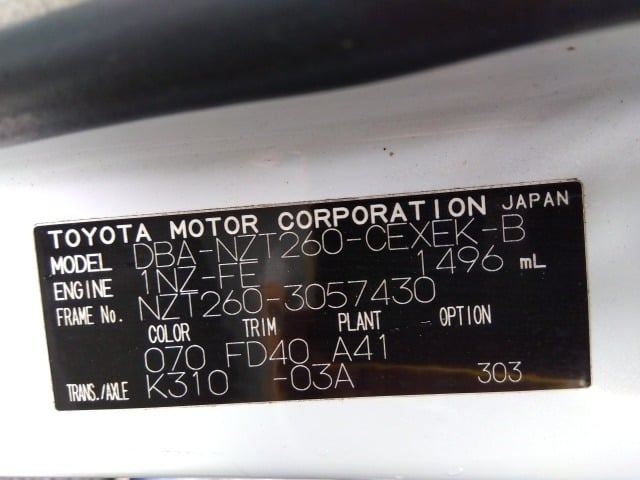 TOYOTA MOTOR CORPORATION JAPAN
MODEL DBA-NZT260-CEXEK-B
ENGINE 1NZ-FE 1496 mL
FRAME No. NZT260-3057430
COLOR TRIM PLANT OPTION
070 FD40 A41
TRANS./AXLE K310 -03A 303